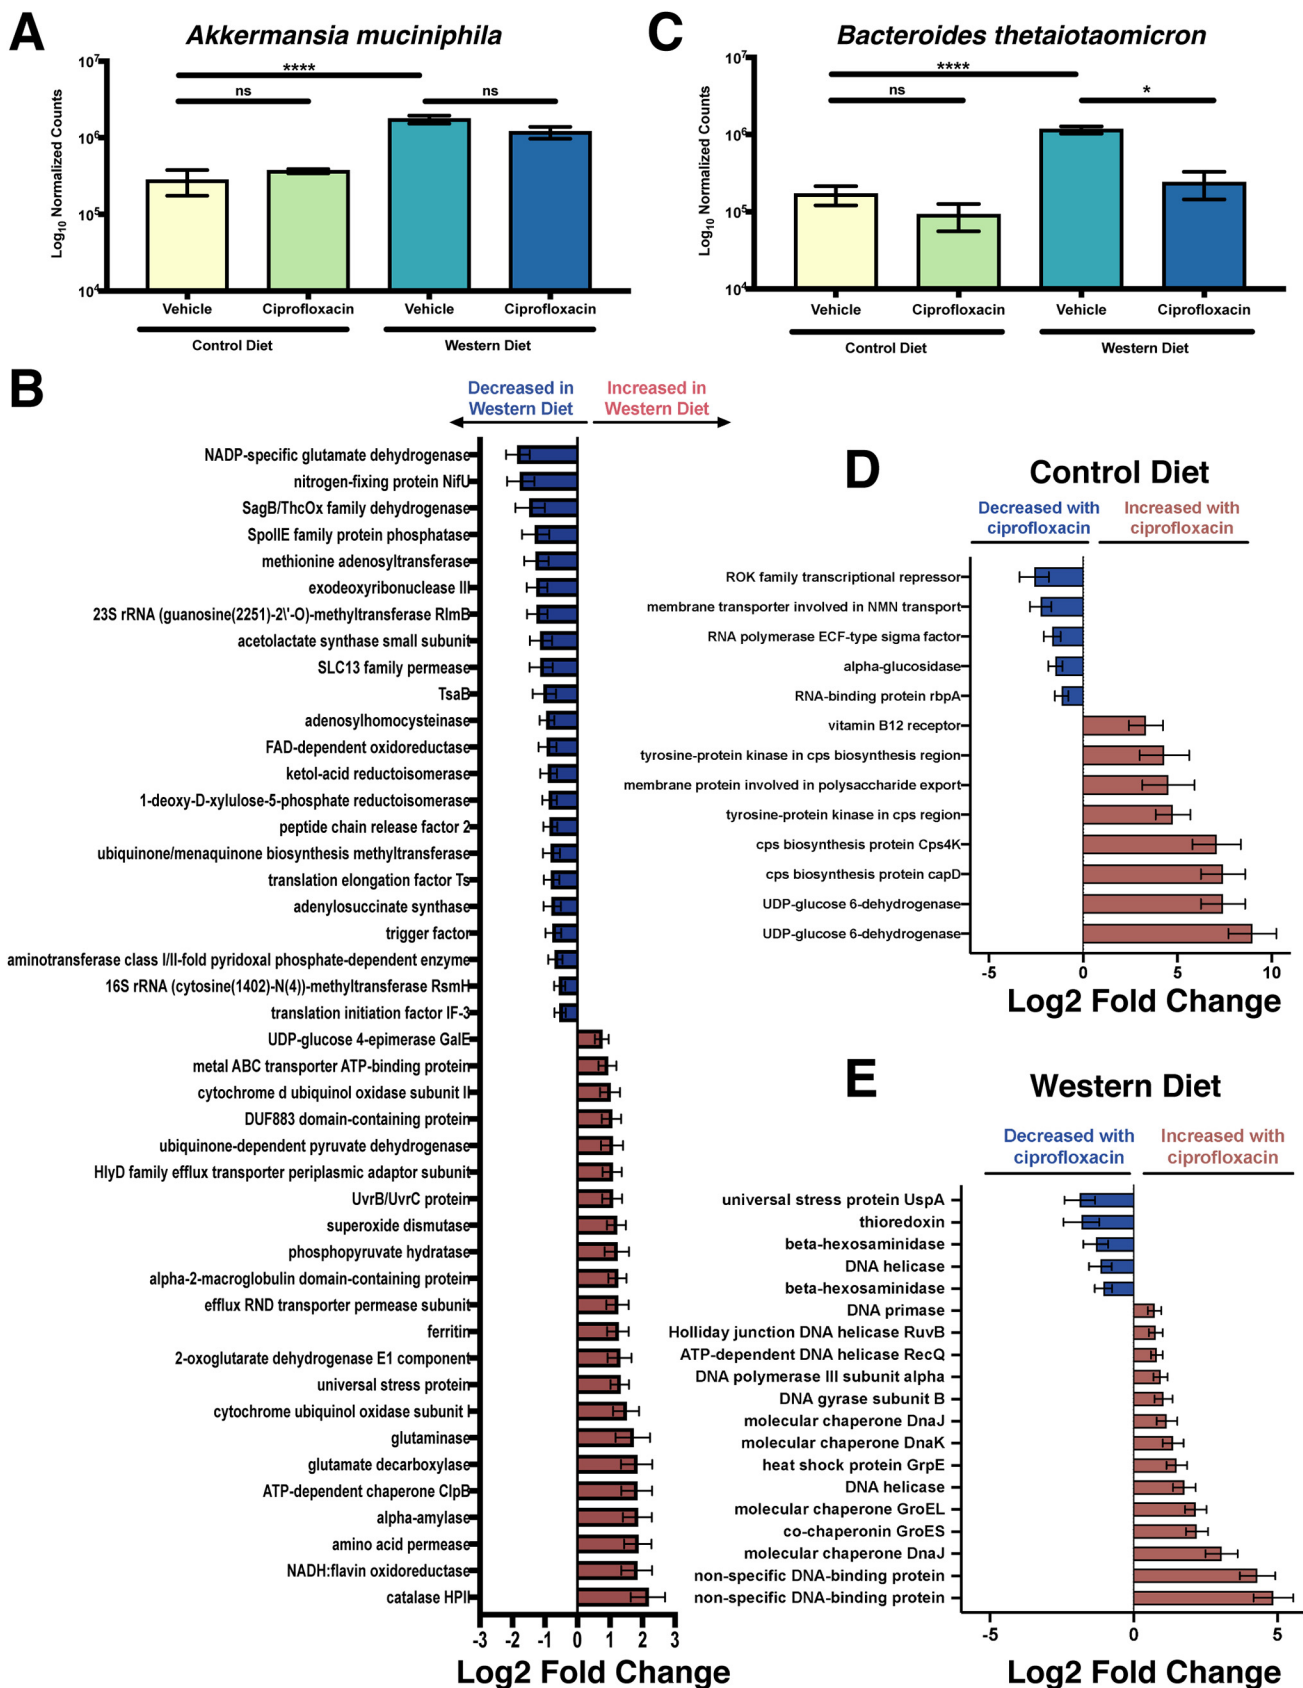 A
Akkermansia muciniphila
Log10 Normalized Counts
10^7
10^6
10^5
10^4
****
ns
ns
Vehicle
Ciprofloxacin
Vehicle
Ciprofloxacin
Control Diet
Western Diet
C
Bacteroides thetaiotaomicron
Log10 Normalized Counts
10^7
10^6
10^5
10^4
****
ns
*
Vehicle
Ciprofloxacin
Vehicle
Ciprofloxacin
Control Diet
Western Diet
B
Decreased in
Western Diet
Increased in
Western Diet
NADP-specific glutamate dehydrogenase
nitrogen-fixing protein NifU
SagB/ThcOx family dehydrogenase
SpoIIE family protein phosphatase
methionine adenosyltransferase
exodeoxyribonuclease III
23S rRNA (guanosine(2251)-2\'-O)-methyltransferase RlmB
acetolactate synthase small subunit
SLC13 family permease
TsaB
adenosylhomocysteinase
FAD-dependent oxidoreductase
ketol-acid reductoisomerase
1-deoxy-D-xylulose-5-phosphate reductoisomerase
peptide chain release factor 2
ubiquinone/menaquinone biosynthesis methyltransferase
translation elongation factor Ts
adenylosuccinate synthase
trigger factor
aminotransferase class I/II-fold pyridoxal phosphate-dependent enzyme
16S rRNA (cytosine(1402)-N(4))-methyltransferase RsmH
translation initiation factor IF-3
UDP-glucose 4-epimerase GalE
metal ABC transporter ATP-binding protein
cytochrome d ubiquinol oxidase subunit II
DUF883 domain-containing protein
ubiquinone-dependent pyruvate dehydrogenase
HlyD family efflux transporter periplasmic adaptor subunit
UvrB/UvrC protein
superoxide dismutase
phosphopyruvate hydratase
alpha-2-macroglobulin domain-containing protein
efflux RND transporter permease subunit
ferritin
2-oxoglutarate dehydrogenase E1 component
universal stress protein
cytochrome ubiquinol oxidase subunit I
glutaminase
glutamate decarboxylase
ATP-dependent chaperone ClpB
alpha-amylase
amino acid permease
NADH:flavin oxidoreductase
catalase HPII
-3 -2 -1 0 1 2 3
Log2 Fold Change
D
Control Diet
Decreased with
ciprofloxacin
Increased with
ciprofloxacin
ROK family transcriptional repressor
membrane transporter involved in NMN transport
RNA polymerase ECF-type sigma factor
alpha-glucosidase
RNA-binding protein rbpA
vitamin B12 receptor
tyrosine-protein kinase in cps biosynthesis region
membrane protein involved in polysaccharide export
tyrosine-protein kinase in cps region
cps biosynthesis protein Cps4K
cps biosynthesis protein capD
UDP-glucose 6-dehydrogenase
UDP-glucose 6-dehydrogenase
-5 0 5 10
Log2 Fold Change
E
Western Diet
Decreased with
ciprofloxacin
Increased with
ciprofloxacin
universal stress protein UspA
thioredoxin
beta-hexosaminidase
DNA helicase
beta-hexosaminidase
DNA primase
Holliday junction DNA helicase RuvB
ATP-dependent DNA helicase RecQ
DNA polymerase III subunit alpha
DNA gyrase subunit B
molecular chaperone DnaJ
molecular chaperone DnaK
heat shock protein GrpE
DNA helicase
molecular chaperone GroEL
co-chaperonin GroES
molecular chaperone DnaJ
non-specific DNA-binding protein
non-specific DNA-binding protein
-5 0 5
Log2 Fold Change